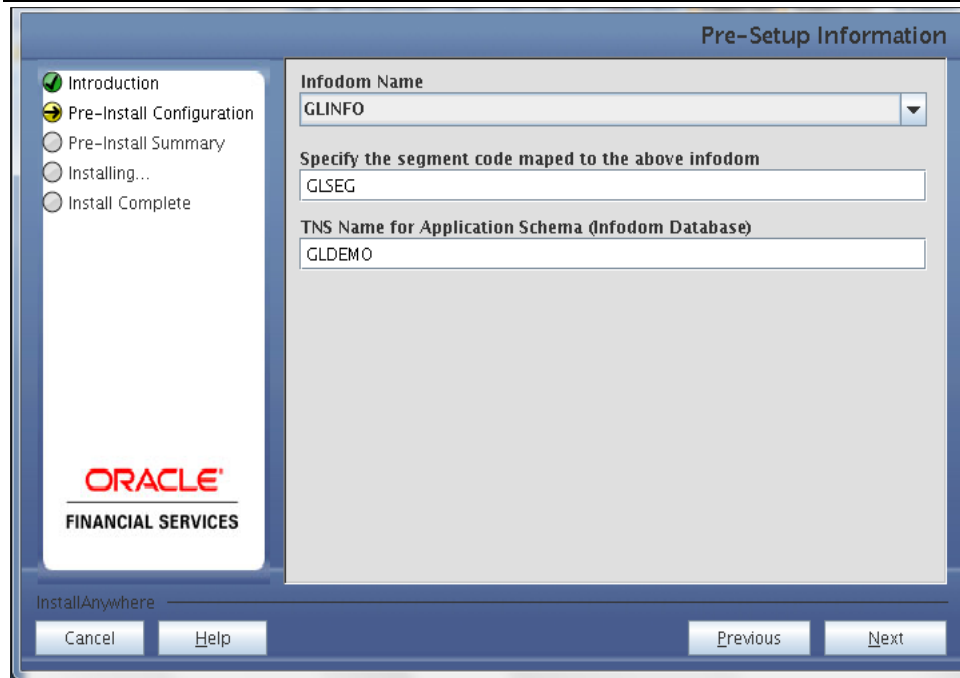 Pre-Setup Information
Introduction
Pre-Install Configuration
Pre-Install Summary
Installing...
Install Complete
ORACLE'
FINANCIAL SERVICES
Infodom Name
GLINFO
Specify the segment code maped to the above infodom
GLSEG
TNS Name for Application Schema (Infodom Database)
GLDEMO
InstallAnywhere
Cancel
Help
Previous
Next